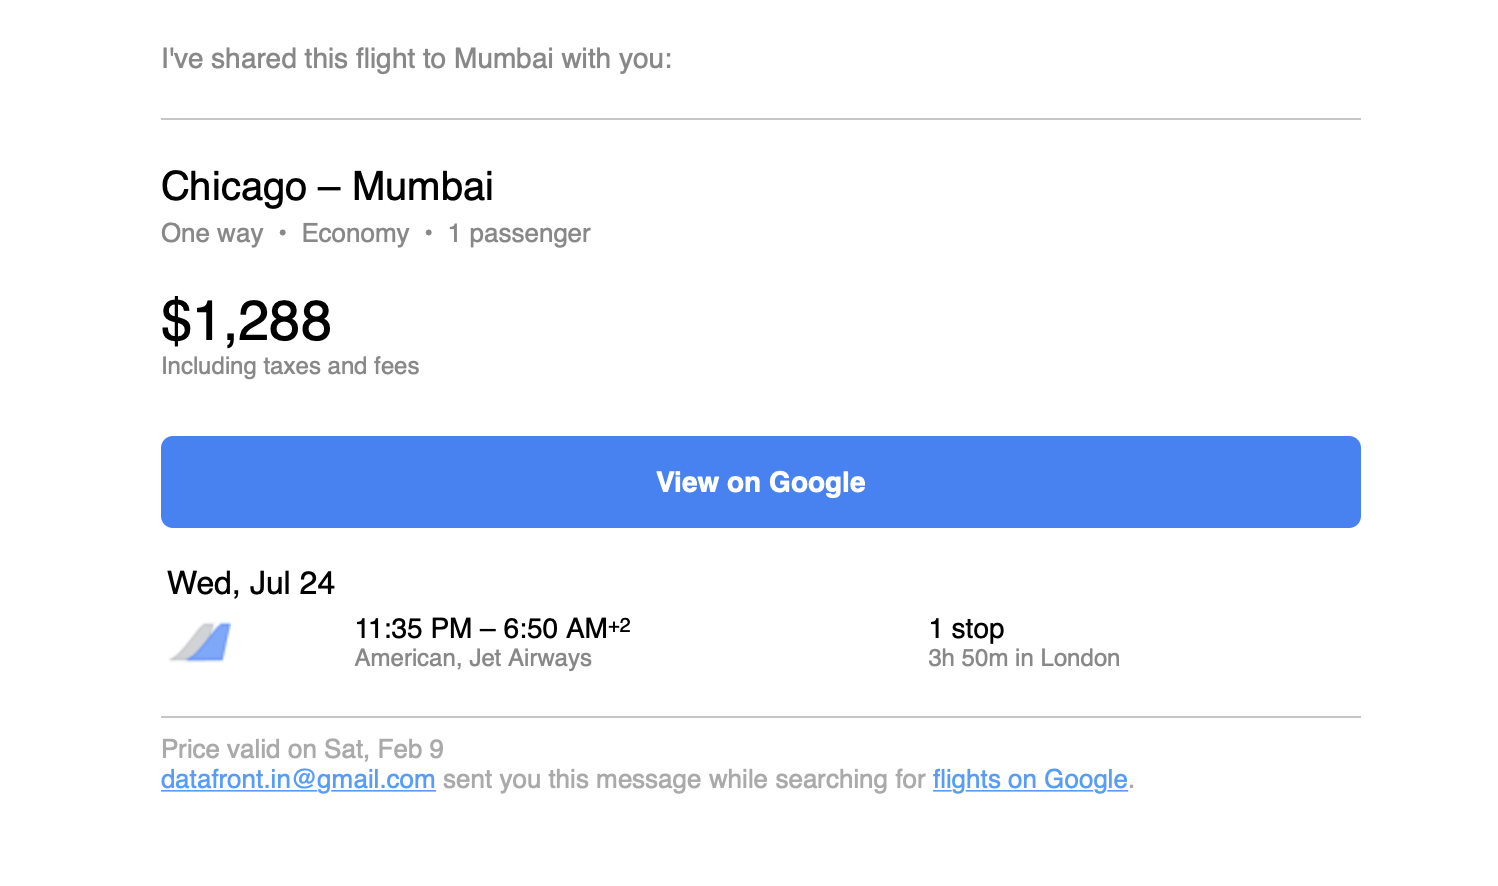 I've shared this flight to Mumbai with you:
Chicago – Mumbai
One way • Economy • 1 passenger
$1,288
Including taxes and fees
View on Google
Wed, Jul 24
11:35 PM – 6:50 AM+2
1 stop
American, Jet Airways
3h 50m in London
Price valid on Sat, Feb 9
datafront.in@gmail.com sent you this message while searching for flights on Google.